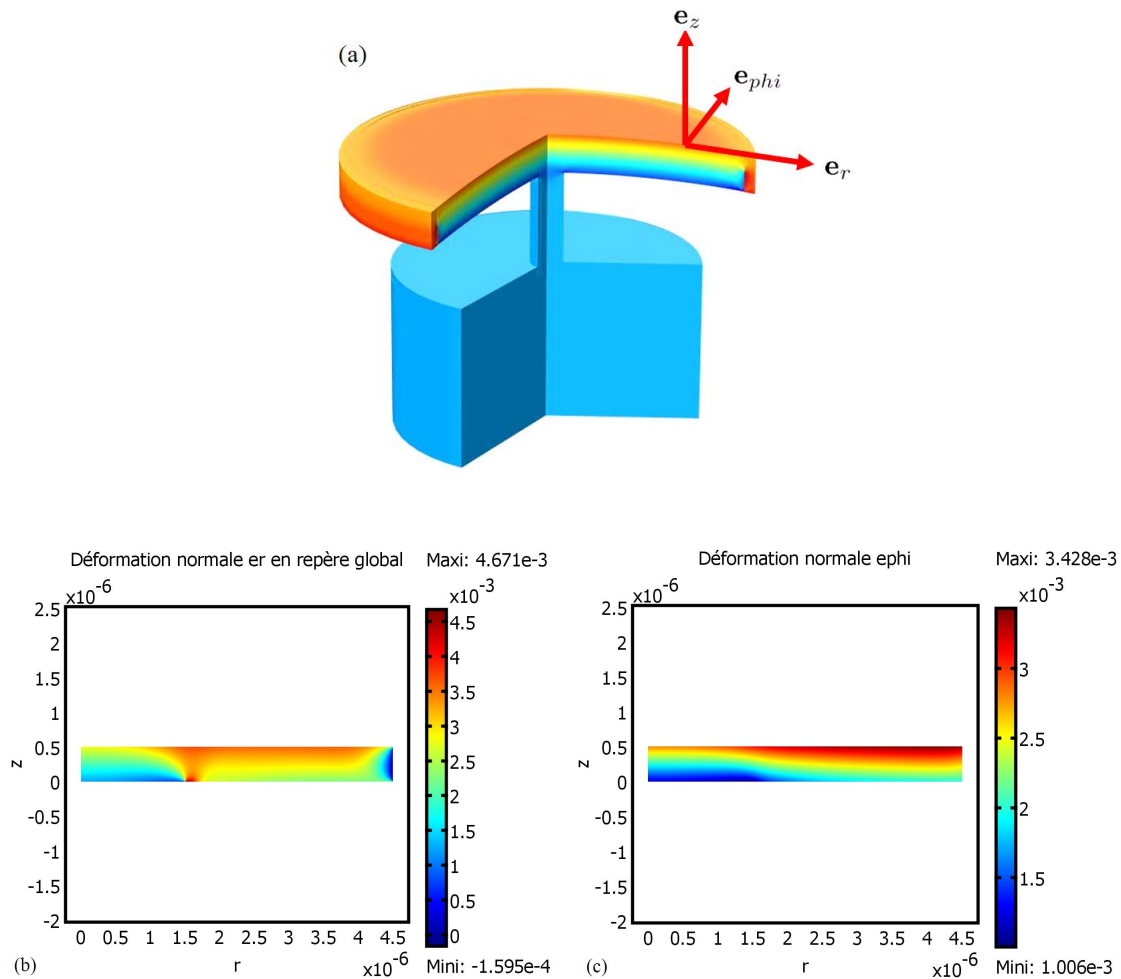 (a)
e_z
e_phi
e_r
Déformation normale er en repère global
Maxi: 4.671e-3
x10^-6
x10^-3
2.5
2
1.5
1
0.5
0
-0.5
-1
-1.5
-2
z
0 0.5 1 1.5 2 2.5 3 3.5 4 4.5
x10^-6
r
4.5
4
3.5
3
2.5
2
1.5
1
0.5
0
Mini: -1.595e-4
(b)
Déformation normale ephi
Maxi: 3.428e-3
x10^-6
x10^-3
2.5
2
1.5
1
0.5
0
-0.5
-1
-1.5
-2
z
0 0.5 1 1.5 2 2.5 3 3.5 4 4.5
x10^-6
r
3
2.5
2
1.5
Mini: 1.006e-3
(c)